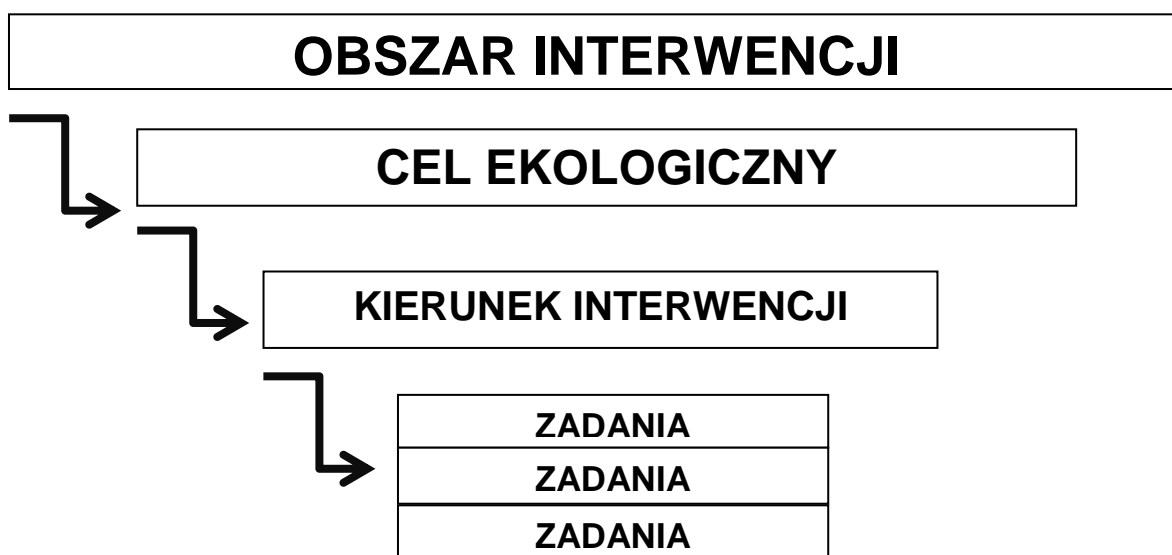 OBSZAR INTERWENCJI
CEL EKOLOGICZNY
KIERUNEK INTERWENCJI
ZADANIA
ZADANIA
ZADANIA